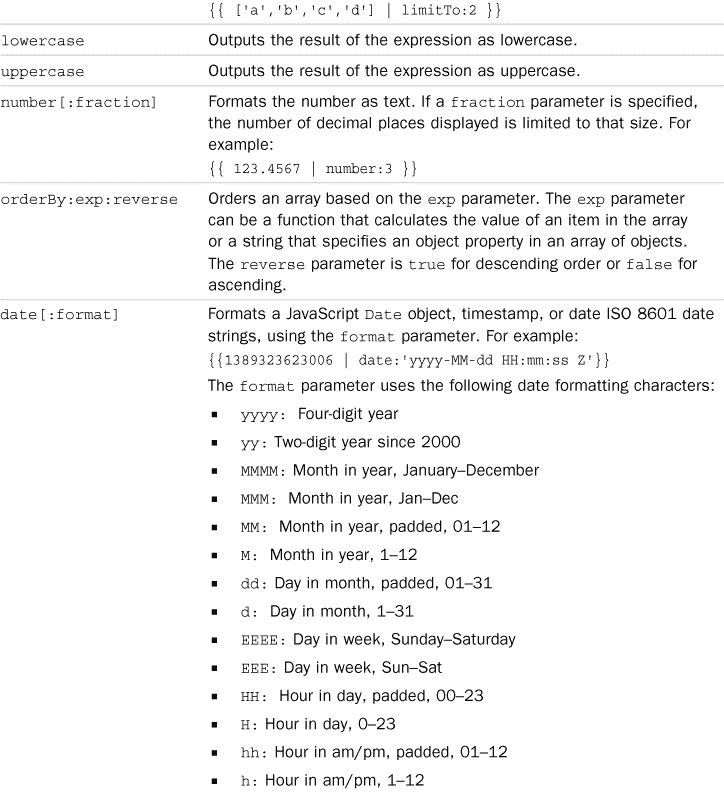 {{ ['a','b','c','d'] | limitTo:2 }}
lowercase Outputs the result of the expression as lowercase.
uppercase Outputs the result of the expression as uppercase.
number[:fraction] Formats the number as text. If a fraction parameter is specified,
the number of decimal places displayed is limited to that size. For
example:
{{ 123.4567 | number:3 }}
orderBy:exp:reverse Orders an array based on the exp parameter. The exp parameter
can be a function that calculates the value of an item in the array
or a string that specifies an object property in an array of objects.
The reverse parameter is true for descending order or false for
ascending.
date[:format] Formats a JavaScript Date object, timestamp, or date ISO 8601 date
strings, using the format parameter. For example:
{{1389323623006 | date:'yyyy-MM-dd HH:mm:ss Z'}}
The format parameter uses the following date formatting characters:
▪ yyyy: Four-digit year
▪ yy: Two-digit year since 2000
▪ MMMM: Month in year, January–December
▪ MMM: Month in year, Jan–Dec
▪ MM: Month in year, padded, 01–12
▪ M: Month in year, 1–12
▪ dd: Day in month, padded, 01–31
▪ d: Day in month, 1–31
▪ EEEE: Day in week, Sunday–Saturday
▪ EEE: Day in week, Sun–Sat
▪ HH: Hour in day, padded, 00–23
▪ H: Hour in day, 0–23
▪ hh: Hour in am/pm, padded, 01–12
▪ h: Hour in am/pm, 1–12